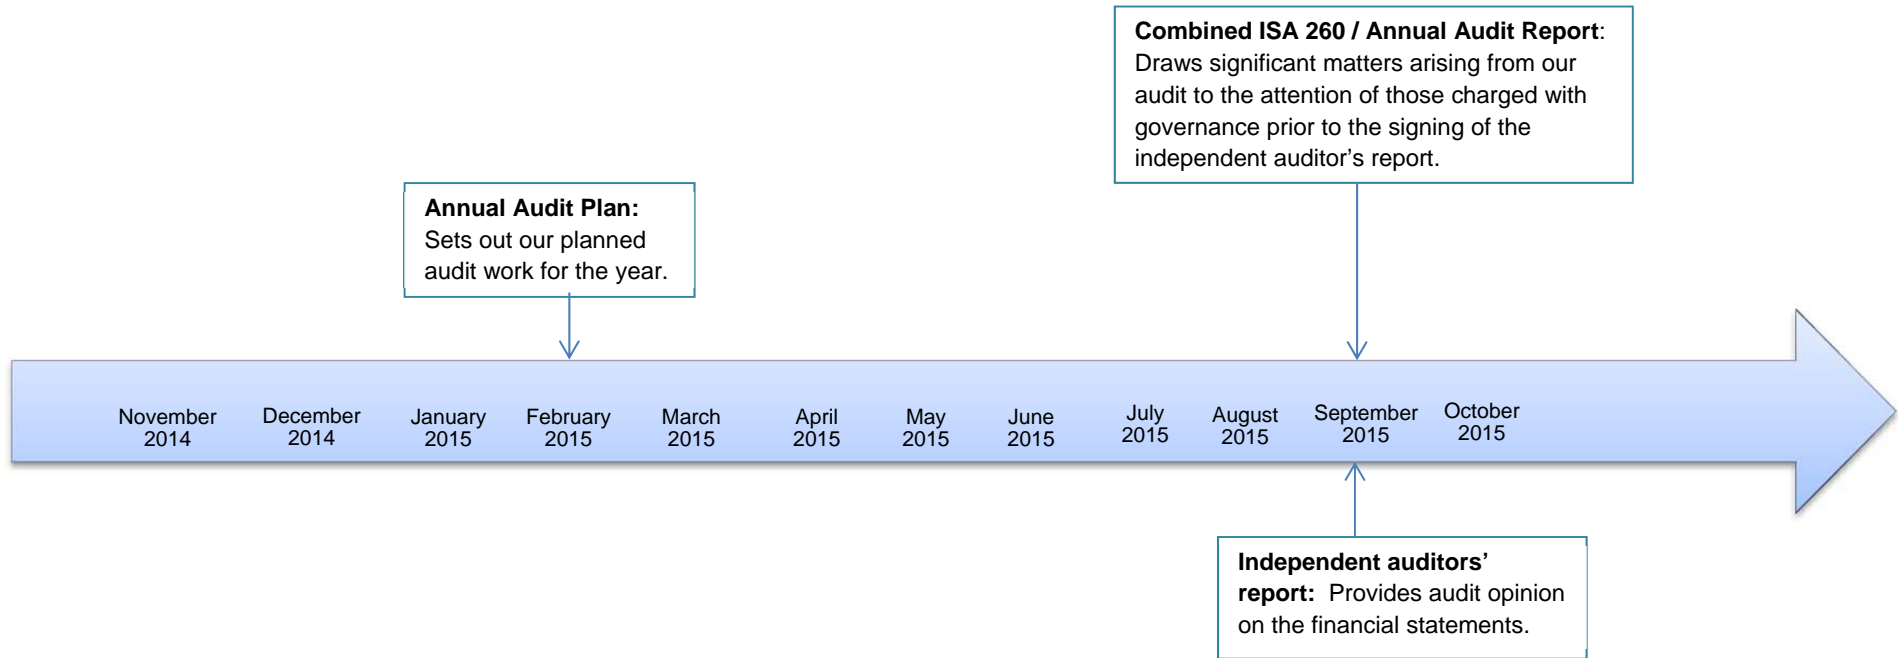 Combined ISA 260 / Annual Audit Report:
Draws significant matters arising from our
audit to the attention of those charged with
governance prior to the signing of the
independent auditor’s report.
Annual Audit Plan:
Sets out our planned
audit work for the year.
November
2014
December
2014
January
2015
February
2015
March
2015
April
2015
May
2015
June
2015
July
2015
August
2015
September
2015
October
2015
Independent auditors’
report:  Provides audit opinion
on the financial statements.